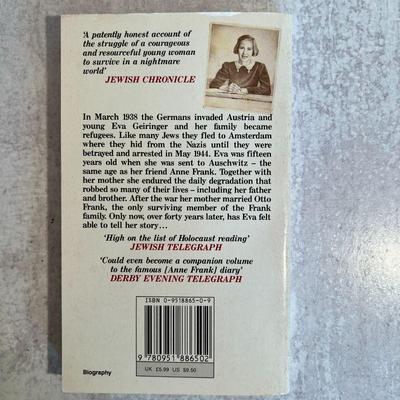 'A patently honest account of
the struggle of a courageous
and resourceful young woman
to survive in a nightmare
world'
JEWISH CHRONICLE
In March 1938 the Germans invaded Austria and
young Eva Geiringer and her family became
refugees. Like many Jews they fled to Amsterdam
where they hid from the Nazis until they were
betrayed and arrested in May 1944. Eva was fifteen
years old when she was sent to Auschwitz – the
same age as her friend Anne Frank. Together with
her mother she endured the daily degradation that
robbed so many of their lives – including her father
and brother. After the war her mother married Otto
Frank, the only surviving member of the Frank
family. Only now, over forty years later, has Eva felt
able to tell her story…
'High on the list of Holocaust reading'
JEWISH TELEGRAPH
'Could even become a companion volume
to the famous [Anne Frank] diary'
DERBY EVENING TELEGRAPH
ISBN 0-9518865-0-9
9 780951 886502
Biography
UK £5.99 US $9.50